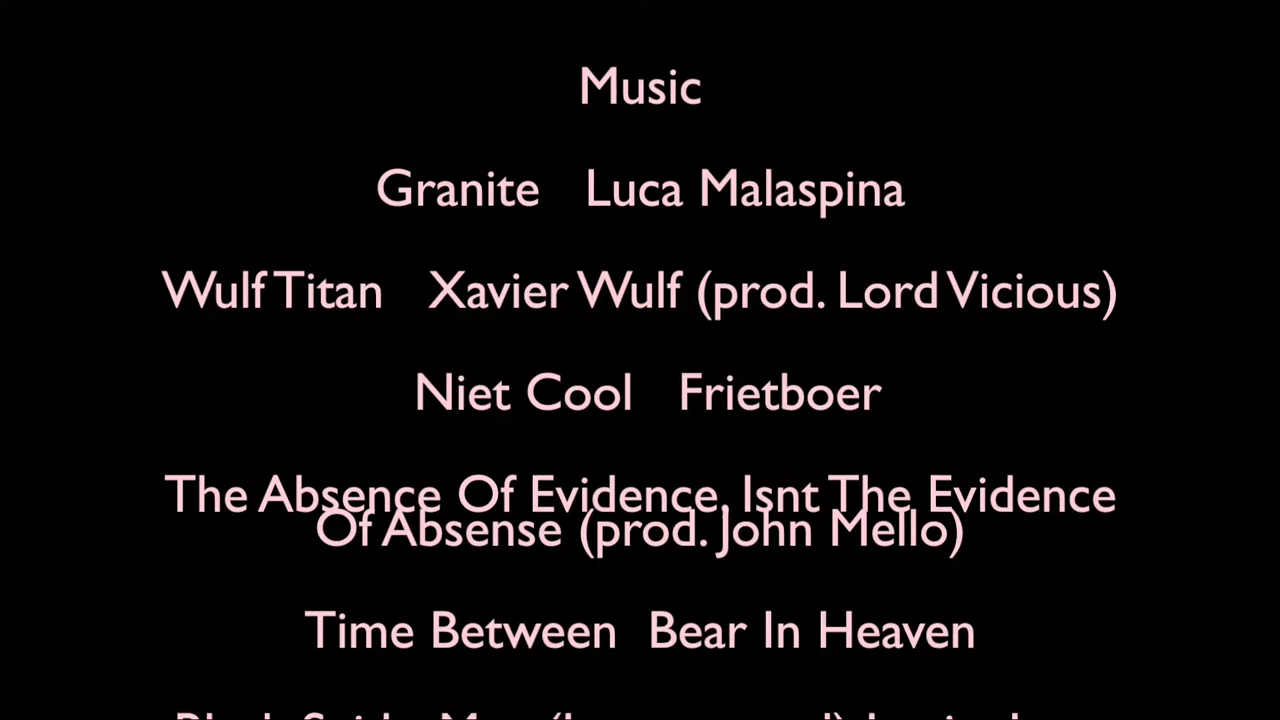 Music
Granite Luca Malaspina
Wulf Titan Xavier Wulf (prod. Lord Vicious)
Niet Cool Frietboer
The Absence Of Evidence, Isnt The Evidence
Of Absense (prod. John Mello)
Time Between Bear In Heaven